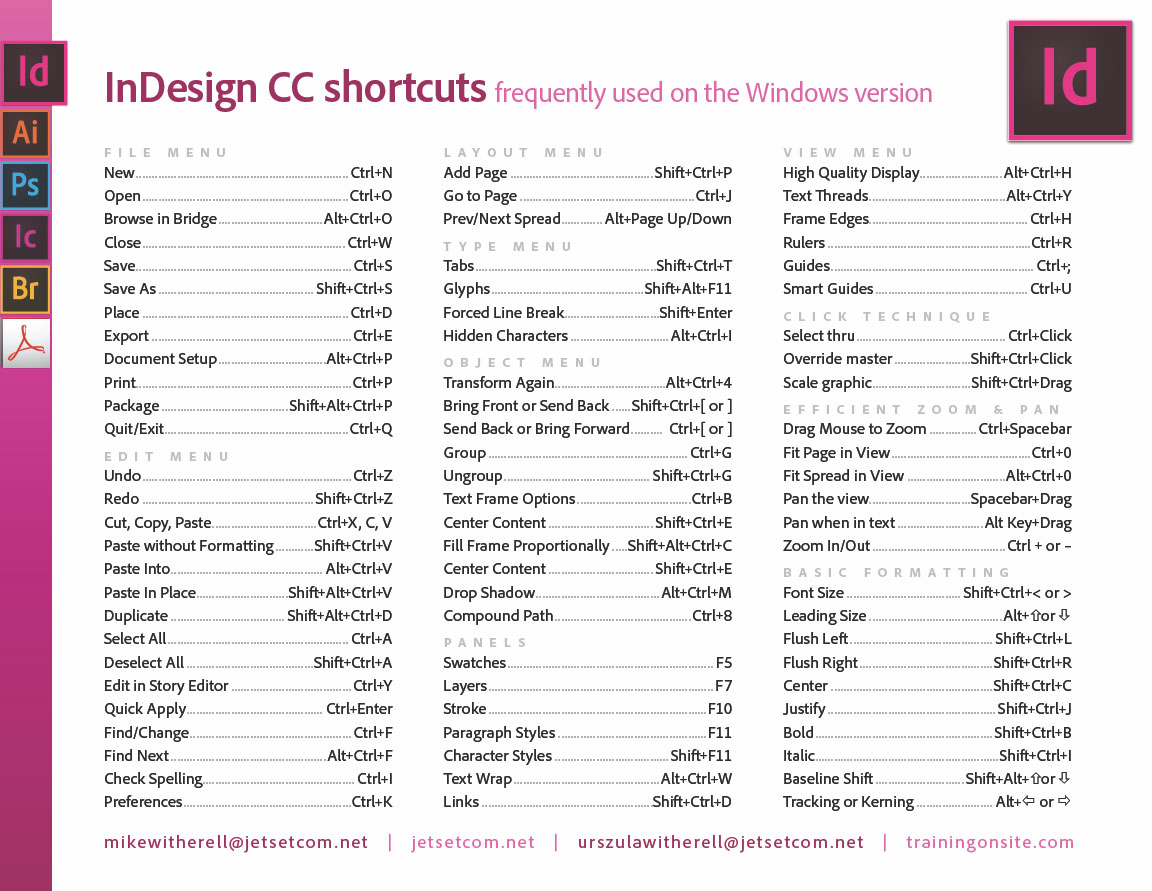 Id
Ai
Ps
Ic
Br
InDesign CC shortcuts frequently used on the Windows version
Id
FILE MENU
New Ctrl+N
Open Ctrl+O
Browse in Bridge Alt+Ctrl+O
Close Ctrl+W
Save Ctrl+S
Save As Shift+Ctrl+S
Place Ctrl+D
Export Ctrl+E
Document Setup Alt+Ctrl+P
Print Ctrl+P
Package Shift+Alt+Ctrl+P
Quit/Exit Ctrl+Q
EDIT MENU
Undo Ctrl+Z
Redo Shift+Ctrl+Z
Cut, Copy, Paste Ctrl+X, C, V
Paste without Formatting Shift+Ctrl+V
Paste Into Alt+Ctrl+V
Paste In Place Shift+Alt+Ctrl+V
Duplicate Shift+Alt+Ctrl+D
Select All Ctrl+A
Deselect All Shift+Ctrl+A
Edit in Story Editor Ctrl+Y
Quick Apply Ctrl+Enter
Find/Change Ctrl+F
Find Next Alt+Ctrl+F
Check Spelling Ctrl+I
Preferences Ctrl+K
LAYOUT MENU
Add Page Shift+Ctrl+P
Go to Page Ctrl+J
Prev/Next Spread Alt+Page Up/Down
TYPE MENU
Tabs Shift+Ctrl+T
Glyphs Shift+Alt+F11
Forced Line Break Shift+Enter
Hidden Characters Alt+Ctrl+I
OBJECT MENU
Transform Again Alt+Ctrl+4
Bring Front or Send Back Shift+Ctrl+[ or ]
Send Back or Bring Forward Ctrl+[ or ]
Group Ctrl+G
Ungroup Shift+Ctrl+G
Text Frame Options Ctrl+B
Center Content Shift+Ctrl+E
Fill Frame Proportionally Shift+Alt+Ctrl+C
Center Content Shift+Ctrl+E
Drop Shadow Alt+Ctrl+M
Compound Path Ctrl+8
PANELS
Swatches F5
Layers F7
Stroke F10
Paragraph Styles F11
Character Styles Shift+F11
Text Wrap Alt+Ctrl+W
Links Shift+Ctrl+D
VIEW MENU
High Quality Display Alt+Ctrl+H
Text Threads Alt+Ctrl+Y
Frame Edges Ctrl+H
Rulers Ctrl+R
Guides Ctrl+;
Smart Guides Ctrl+U
CLICK TECHNIQUE
Select thru Ctrl+Click
Override master Shift+Ctrl+Click
Scale graphic Shift+Ctrl+Drag
EFFICIENT ZOOM & PAN
Drag Mouse to Zoom Ctrl+Spacebar
Fit Page in View Ctrl+0
Fit Spread in View Alt+Ctrl+0
Pan the view Spacebar+Drag
Pan when in text Alt Key+Drag
Zoom In/Out Ctrl + or –
BASIC FORMATTING
Font Size Shift+Ctrl+< or >
Leading Size Alt+⇧or ⇩
Flush Left Shift+Ctrl+L
Flush Right Shift+Ctrl+R
Center Shift+Ctrl+C
Justify Shift+Ctrl+J
Bold Shift+Ctrl+B
Italic Shift+Ctrl+I
Baseline Shift Shift+Alt+⇧or ⇩
Tracking or Kerning Alt+⇦ or ⇨
mikewitherell@jetsetcom.net | jetsetcom.net | urszulawitherell@jetsetcom.net | trainingonsite.com